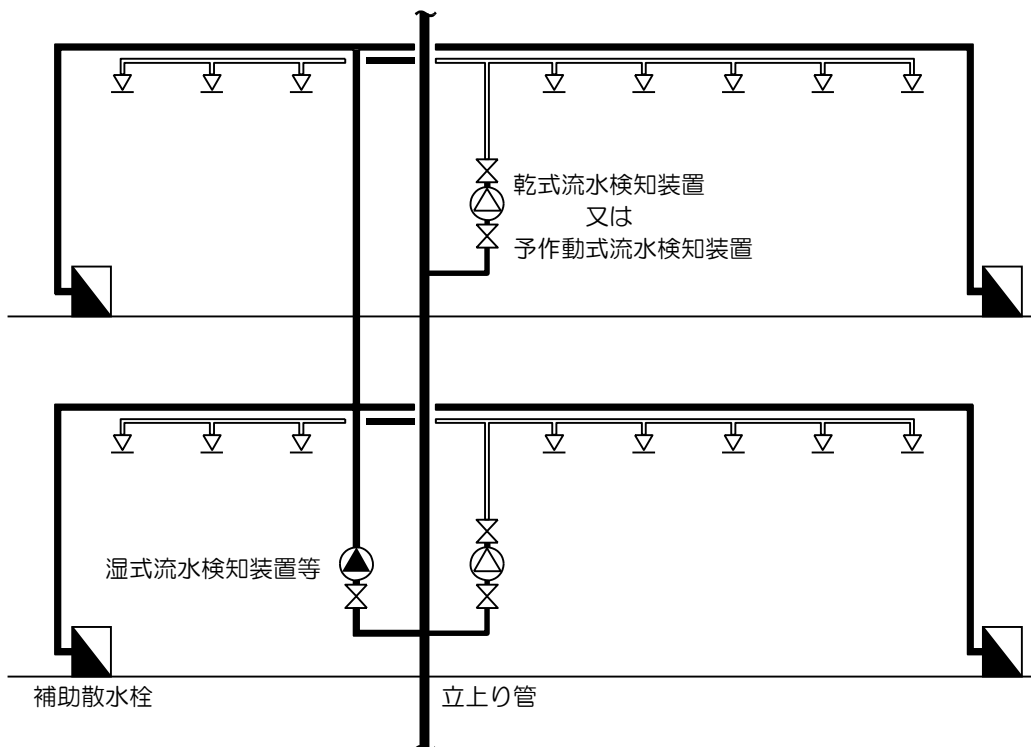 乾式流水検知装置
又は
予作動式流水検知装置
湿式流水検知装置等
補助散水栓
立上り管